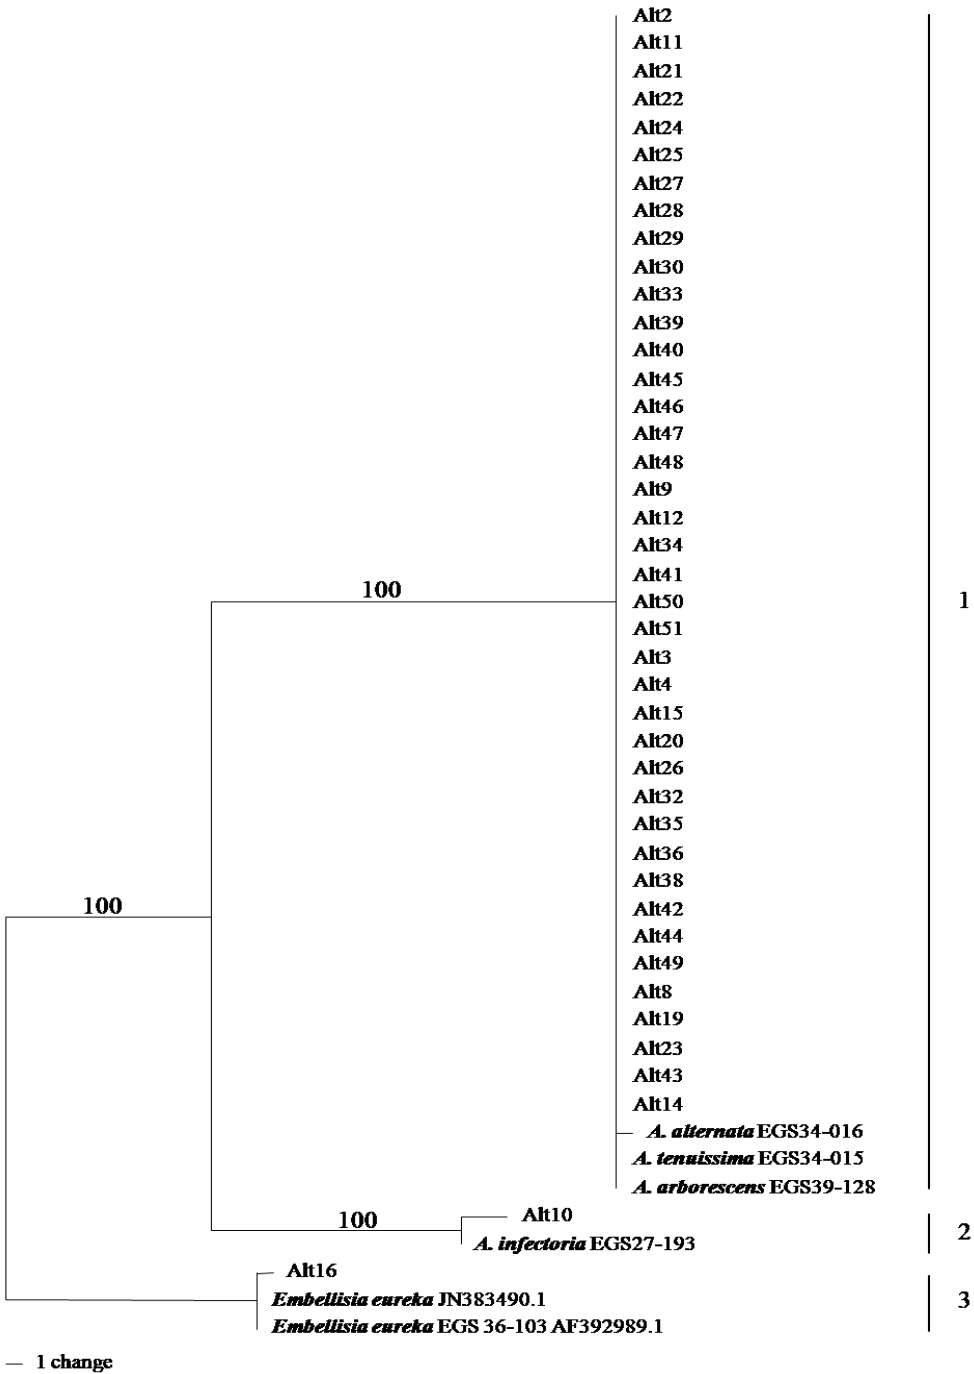 Alt2
Alt11
Alt21
Alt22
Alt24
Alt25
Alt27
Alt28
Alt29
Alt30
Alt33
Alt39
Alt40
Alt45
Alt46
Alt47
Alt48
Alt9
Alt12
Alt34
Alt41
100
Alt50
1
Alt51
Alt3
Alt4
Alt15
Alt20
Alt26
Alt32
Alt35
Alt36
Alt38
100
Alt42
Alt44
Alt49
Alt8
Alt19
Alt23
Alt43
Alt14
A. alternata EGS34-016
A. tenuissima EGS34-015
A. arborescens EGS39-128
100
Alt10
2
A. infectoria EGS27-193
Alt16
Embellisia eureka JN383490.1
3
Embellisia eureka EGS 36-103 AF392989.1
1 change